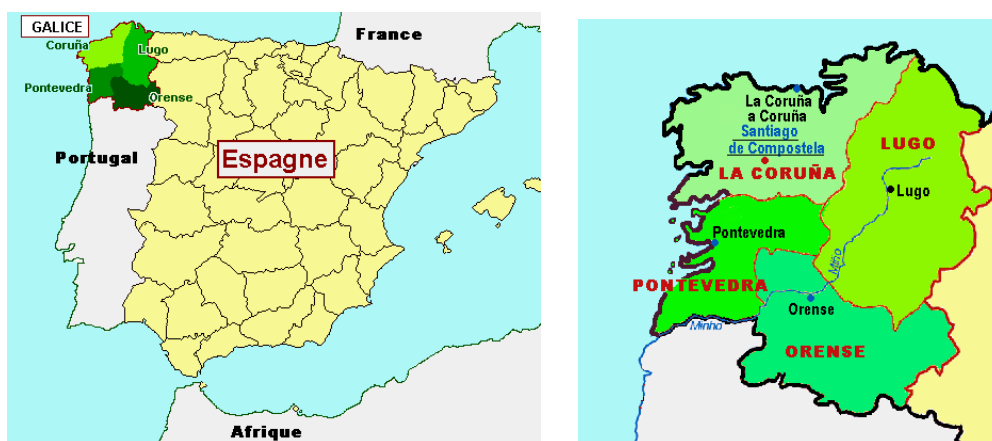 GALICE
Coruña
Lugo
Pontevedra
Orense
France
Portugal
Espagne
Afrique
La Coruña
a Coruña
Santiago
de Compostela
LA CORUÑA
LUGO
Lugo
Pontevedra
PONTEVEDRA
Miño
Orense
Minho
ORENSE